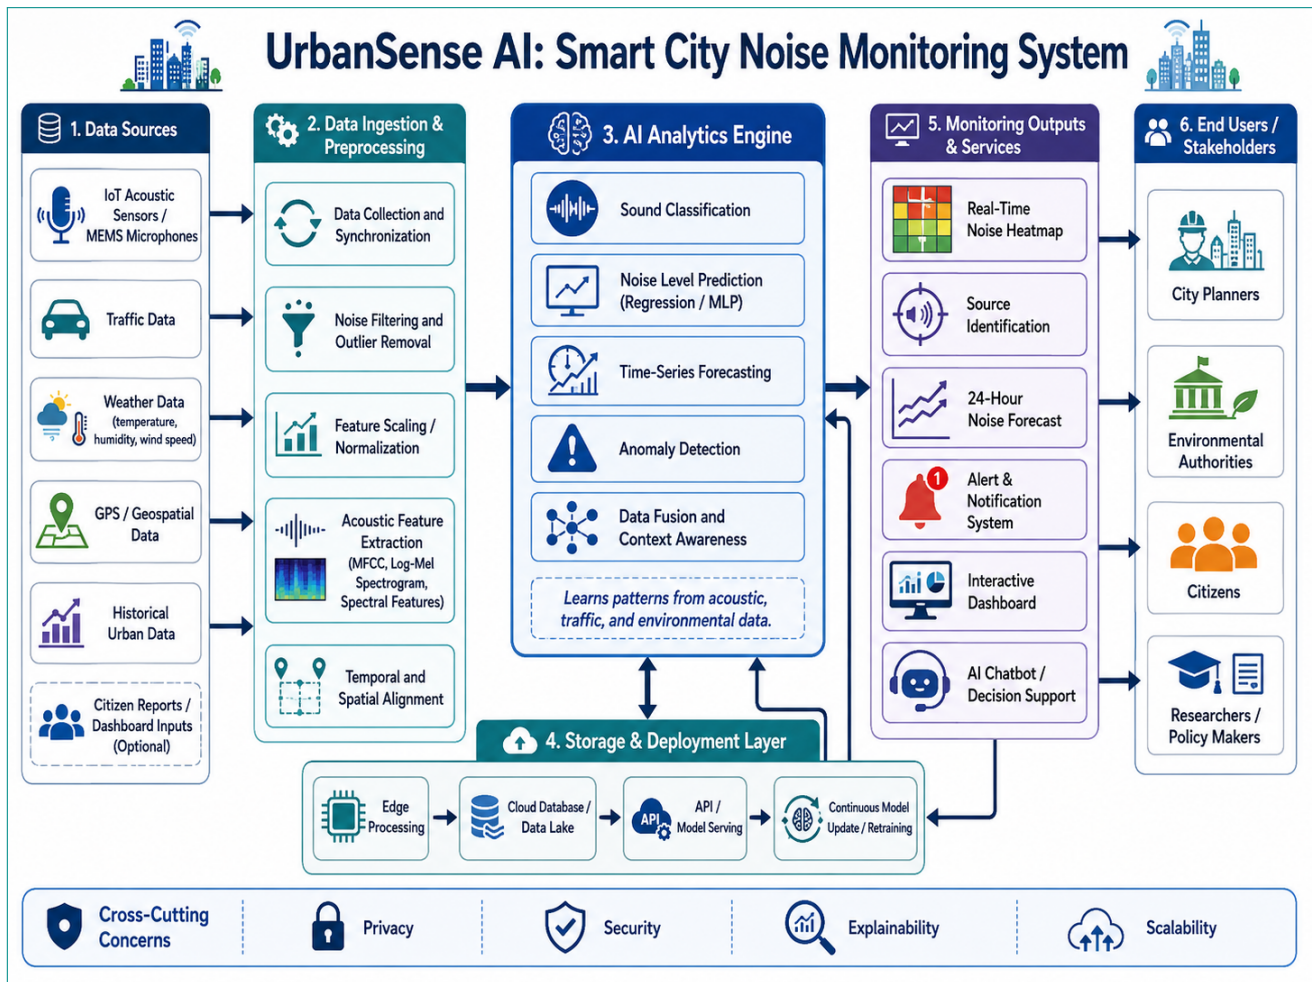 UrbanSense AI: Smart City Noise Monitoring System
1. Data Sources
IoT Acoustic
Sensors /
MEMS Microphones
Traffic Data
Weather Data
(temperature,
humidity, wind speed)
GPS / Geospatial
Data
Historical
Urban Data
Citizen Reports /
Dashboard Inputs
(Optional)
2. Data Ingestion &
Preprocessing
Data Collection and
Synchronization
Noise Filtering and
Outlier Removal
Feature Scaling /
Normalization
Acoustic Feature
Extraction
(MFCC, Log-Mel
Spectrogram,
Spectral Features)
Temporal and
Spatial Alignment
3. AI Analytics Engine
Sound Classification
Noise Level Prediction
(Regression / MLP)
Time-Series Forecasting
Anomaly Detection
Data Fusion and
Context Awareness
Learns patterns from acoustic,
traffic, and environmental data.
4. Storage & Deployment Layer
Edge
Processing
Cloud Database /
Data Lake
API
API /
Model Serving
Continuous Model
Update / Retraining
5. Monitoring Outputs
& Services
Real-Time
Noise Heatmap
Source
Identification
24-Hour
Noise Forecast
1
Alert &
Notification
System
Interactive
Dashboard
AI Chatbot /
Decision Support
6. End Users /
Stakeholders
City Planners
Environmental
Authorities
Citizens
Researchers /
Policy Makers
Cross-Cutting
Concerns
Privacy
Security
Explainability
Scalability